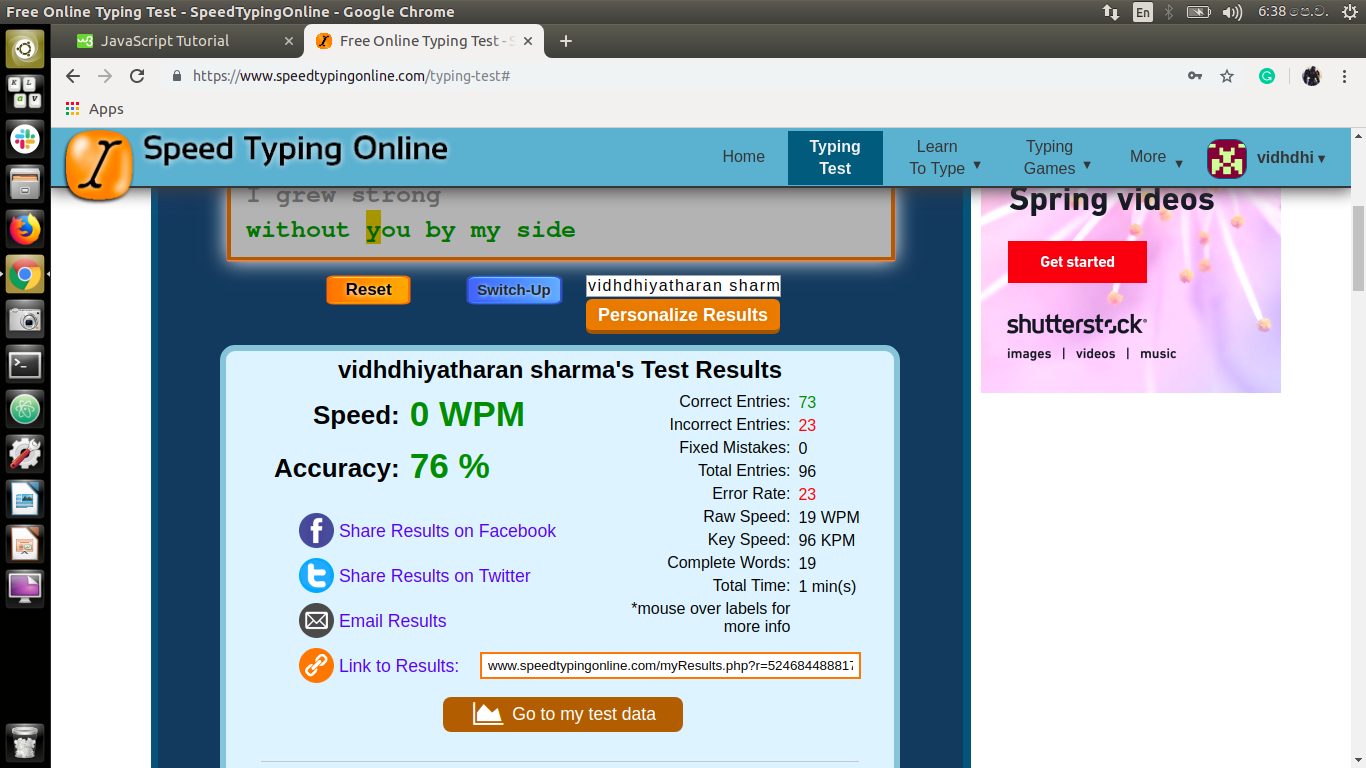 Free Online Typing Test - SpeedTypingOnline - Google Chrome
En
6:38 පෙ.ව.
JavaScript Tutorial
Free Online Typing Test - S
https://www.speedtypingonline.com/typing-test#
Apps
Speed Typing Online
Home
Typing Test
Learn To Type ▼
Typing Games ▼
More ▼
vidhdhi ▾
I grew strong
without you by my side
Reset
Switch-Up
vidhdhiyatharan sharm
Personalize Results
vidhdhiyatharan sharma's Test Results
Speed: 0 WPM
Accuracy: 76 %
Share Results on Facebook
Share Results on Twitter
Email Results
Link to Results: www.speedtypingonline.com/myResults.php?r=524684488817
Correct Entries: 73
Incorrect Entries: 23
Fixed Mistakes: 0
Total Entries: 96
Error Rate: 23
Raw Speed: 19 WPM
Key Speed: 96 KPM
Complete Words: 19
Total Time: 1 min(s)
*mouse over labels for
more info
Go to my test data
Spring videos
Get started
shutterstock
images | videos | music